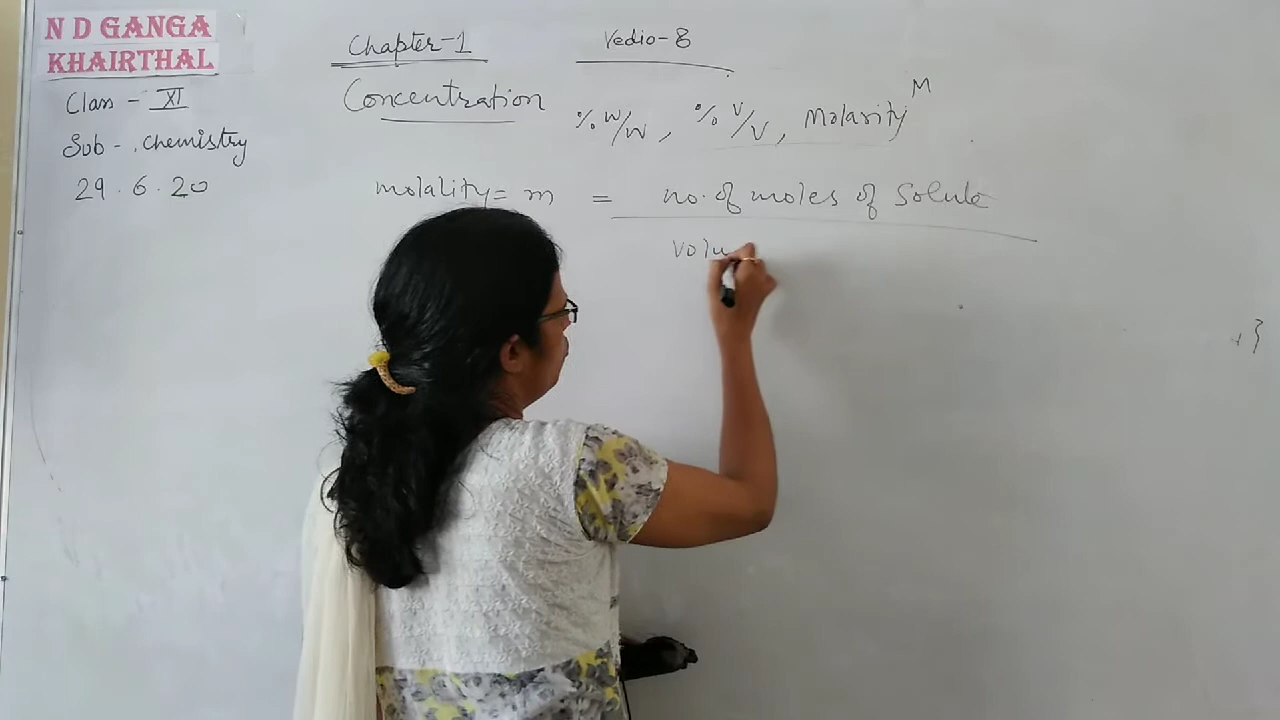 N D GANGA
KHAIRTHAL
Class - XI
Sub - Chemistry
29.6.20
Chapter-1 Vedio-8
Concentration % W/W, % V/V, Molarity M
molality = m = no. of moles of Solute
Volu